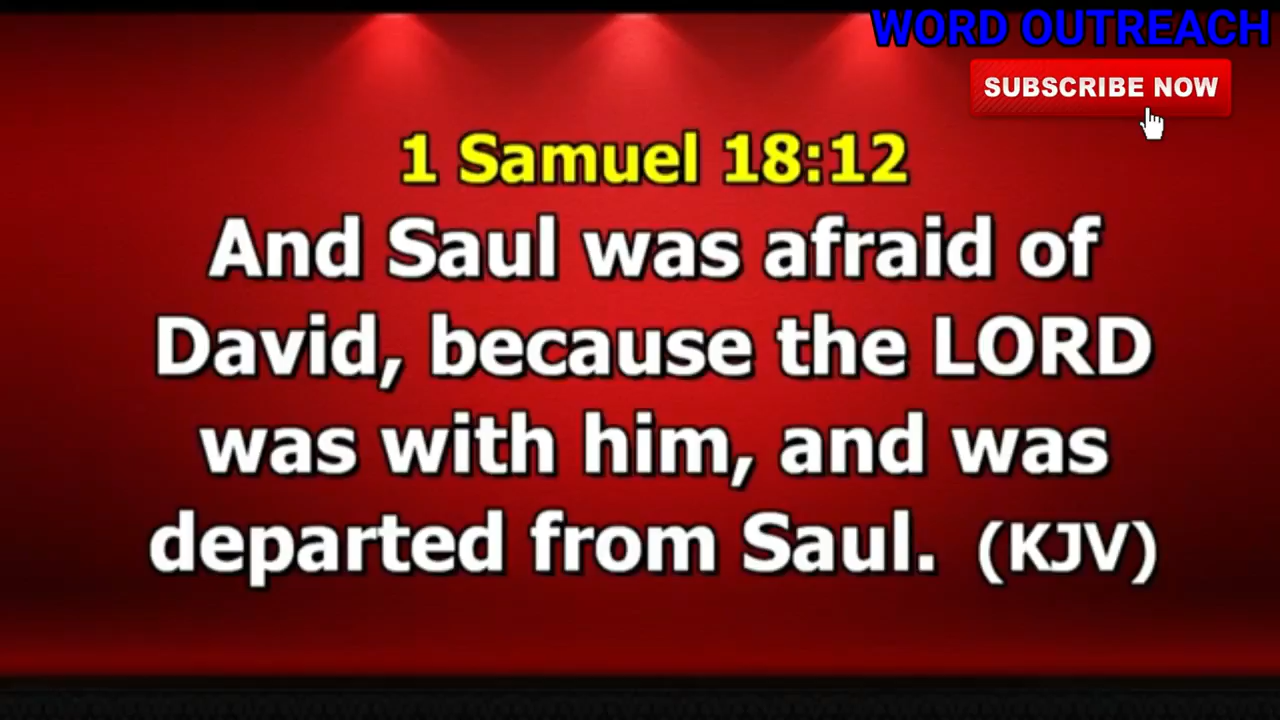 WORD OUTREACH
SUBSCRIBE NOW
1 Samuel 18:12
And Saul was afraid of
David, because the LORD
was with him, and was
departed from Saul. (KJV)